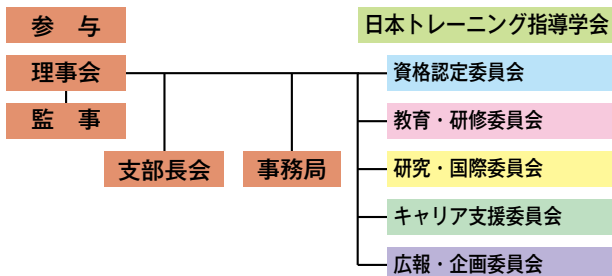 参　与
日本トレーニング指導学会
理事会
資格認定委員会
監　事
教育・研修委員会
支部長会
事務局
研究・国際委員会
キャリア支援委員会
広報・企画委員会